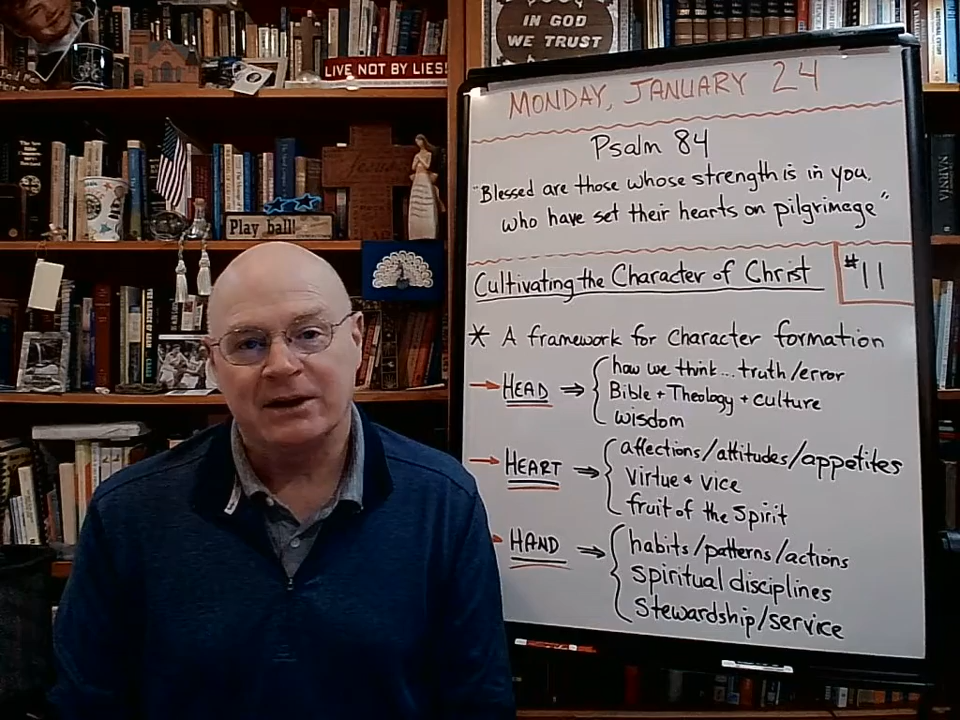 IN GOD
WE TRUST
LIVE NOT BY LIES!
Play ball!
NARNIA
MONDAY, JANUARY 24
Psalm 84
"Blessed are those whose strength is in you,
who have set their hearts on pilgrimage"
Cultivating the Character of Christ #11
* A framework for Character formation
→ HEAD ⇒ { how we think... truth/error
Bible + Theology + culture
wisdom
→ HEART ⇒ { affections/attitudes/appetites
virtue & vice
fruit of the Spirit
→ HAND ⇒ { habits/patterns/actions
Spiritual disciplines
Stewardship/service